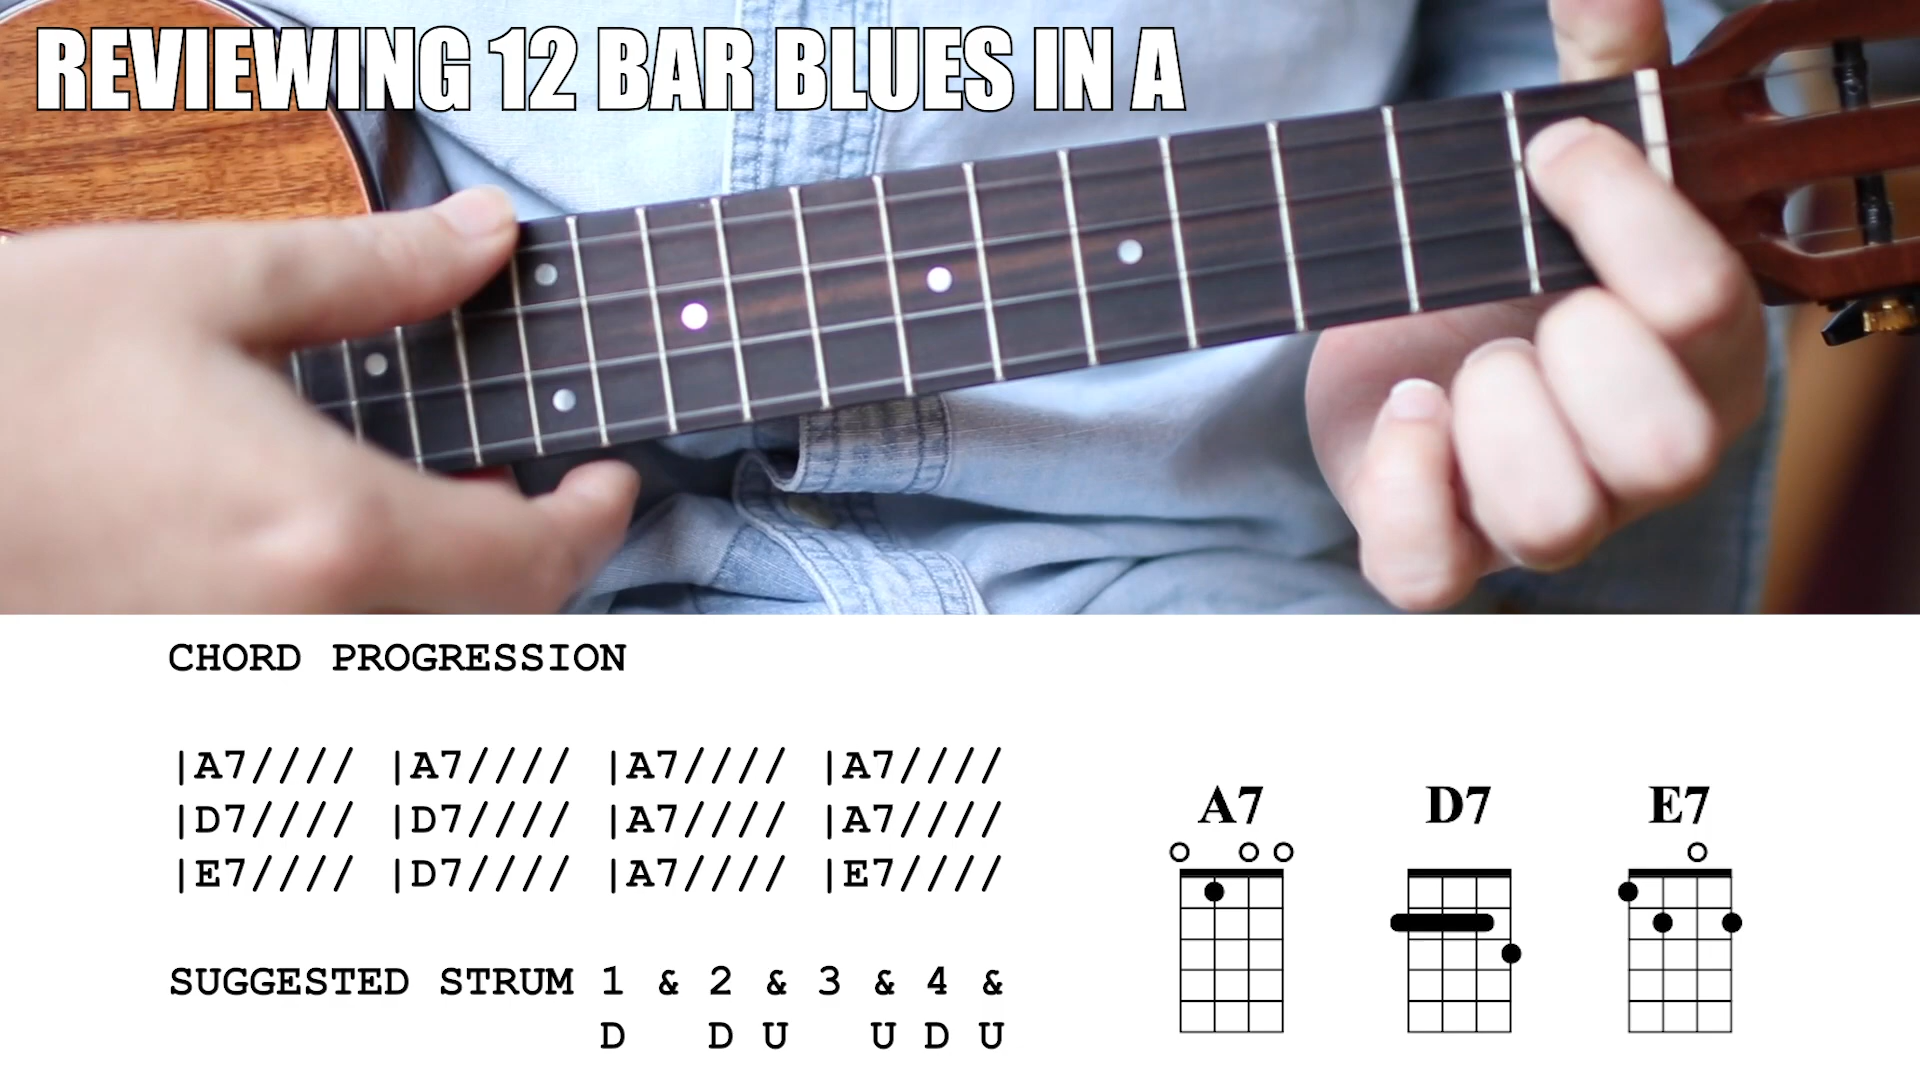 REVIEWING 12 BAR BLUES IN A
CHORD PROGRESSION
|A7//// |A7//// |A7//// |A7////
|D7//// |D7//// |A7//// |A7////
|E7//// |D7//// |A7//// |E7////
SUGGESTED STRUM 1 & 2 & 3 & 4 &
D D U U D U
A7 D7 E7